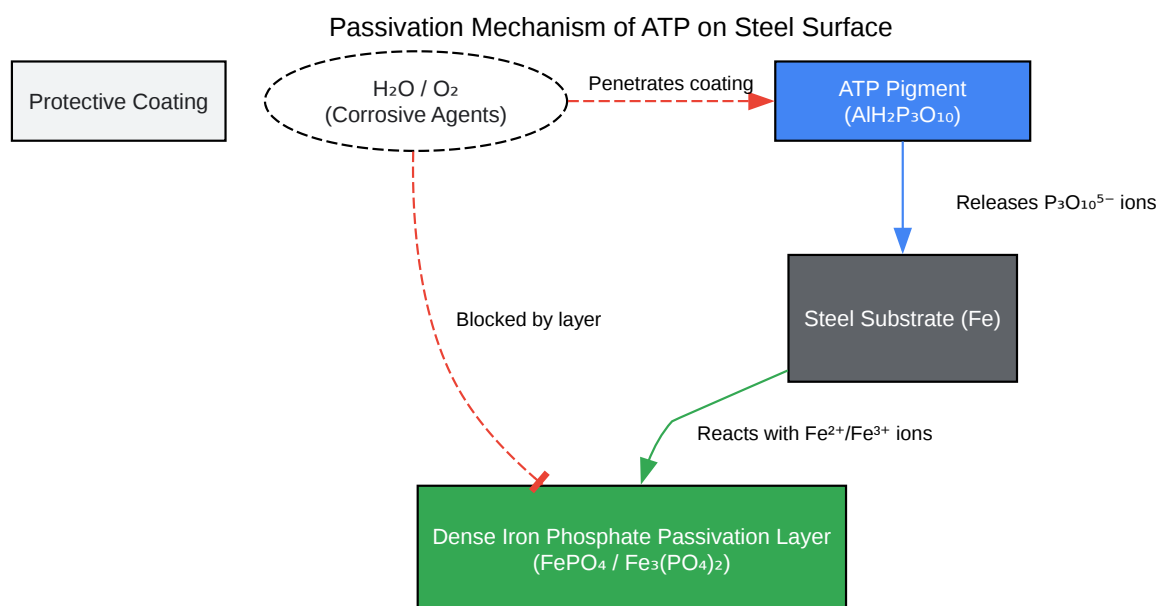 Passivation Mechanism of ATP on Steel Surface
Protective Coating
H₂O / O₂
(Corrosive Agents)
Penetrates coating
ATP Pigment
(AlH₂P₃O₁₀)
Releases P₃O₁₀⁵⁻ ions
Steel Substrate (Fe)
Blocked by layer
Reacts with Fe²⁺/Fe³⁺ ions
Dense Iron Phosphate Passivation Layer
(FePO₄ / Fe₃(PO₄)₂)